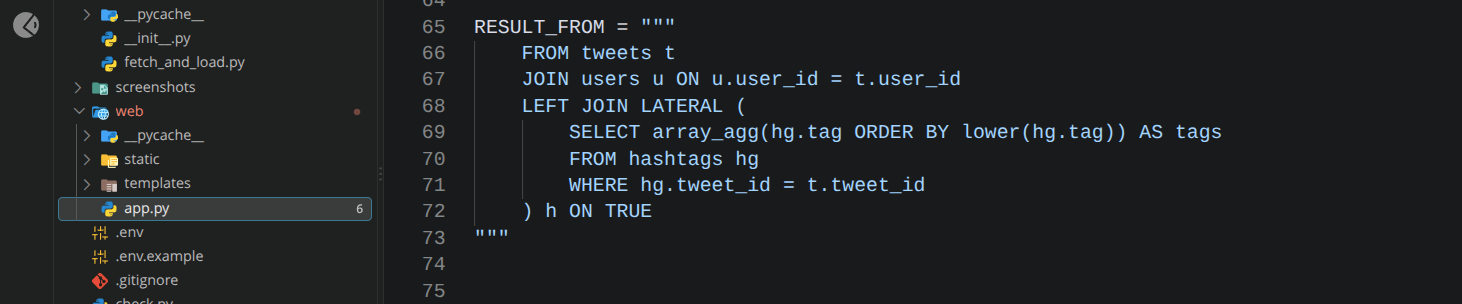 __pycache__
__init__.py
fetch_and_load.py
screenshots
web
__pycache__
static
templates
app.py 6
.env
.env.example
.gitignore
check.py
64
65 RESULT_FROM = """
66 FROM tweets t
67 JOIN users u ON u.user_id = t.user_id
68 LEFT JOIN LATERAL (
69 SELECT array_agg(hg.tag ORDER BY lower(hg.tag)) AS tags
70 FROM hashtags hg
71 WHERE hg.tweet_id = t.tweet_id
72 ) h ON TRUE
73 """
74
75